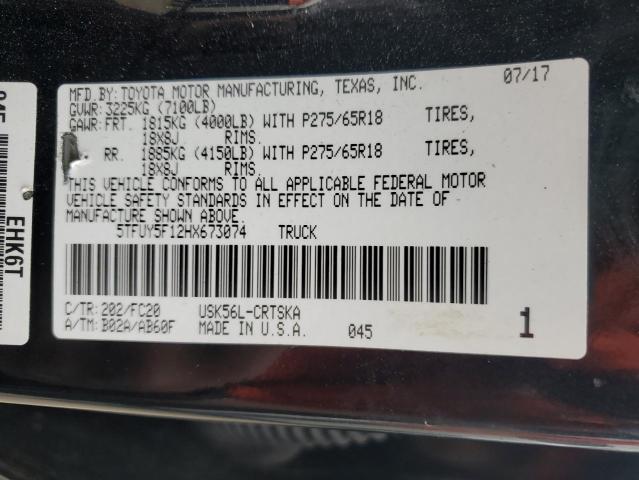 MFD.BY:TOYOTA MOTOR MANUFACTURING, TEXAS, INC. 07/17
GVWR:3225KG (7100LB)
GAWR:FRT. 1815KG (4000LB) WITH P275/65R18 TIRES,
18X8J RIMS.
RR. 1885KG (4150LB) WITH P275/65R18 TIRES,
18X8J RIMS.
THIS VEHICLE CONFORMS TO ALL APPLICABLE FEDERAL MOTOR
VEHICLE SAFETY STANDARDS IN EFFECT ON THE DATE OF
MANUFACTURE SHOWN ABOVE.
5TFUY5F12HX673074 TRUCK
C/TR:202/FC20 USK56L-CRTSKA
A/TM:B02A/AB60F MADE IN U.S.A. 045 1
045
EHK6T